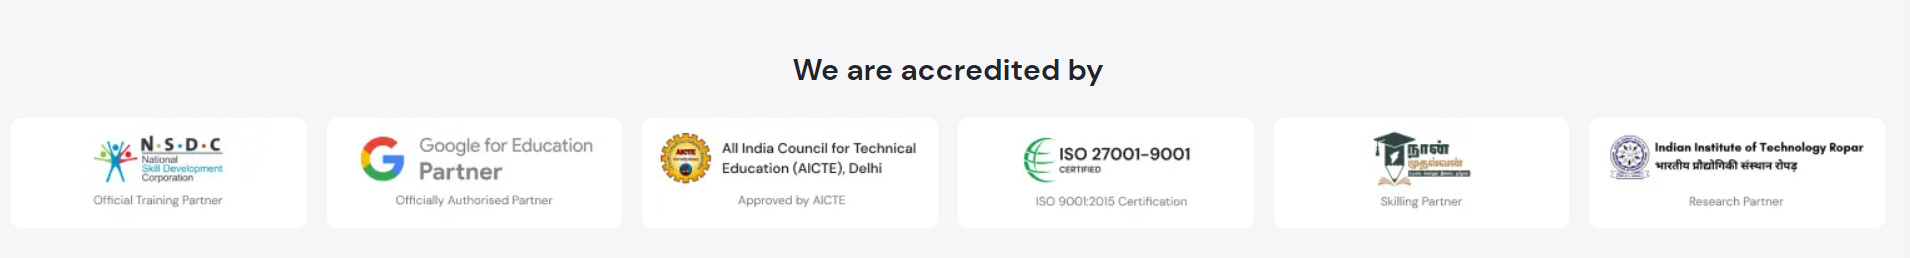 We are accredited by
N·S·D·C
National
Skill Development
Corporation
Official Training Partner
Google for Education
Partner
Officially Authorised Partner
AICTE
All India Council for Technical
Education (AICTE), Delhi
Approved by AICTE
ISO 27001-9001
CERTIFIED
ISO 9001:2015 Certification
நான்
முதல்வன்
Skilling Partner
Indian Institute of Technology Ropar
भारतीय प्रौद्योगिकी संस्थान रोपड़
Research Partner